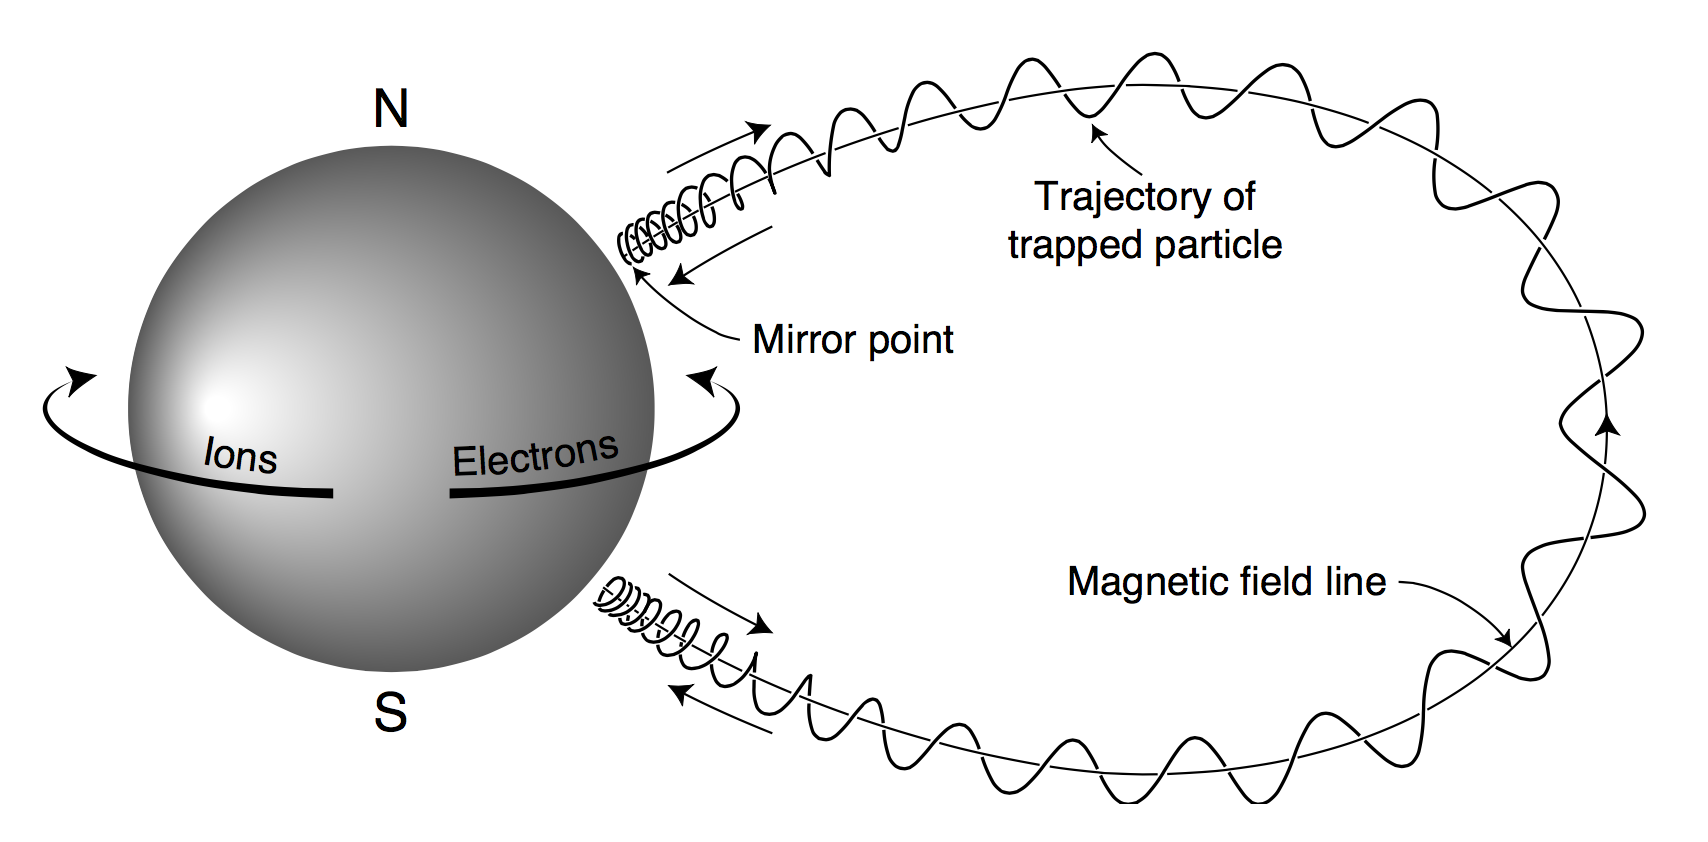 N
Trajectory of
trapped particle
Mirror point
Ions
Electrons
Magnetic field line
S